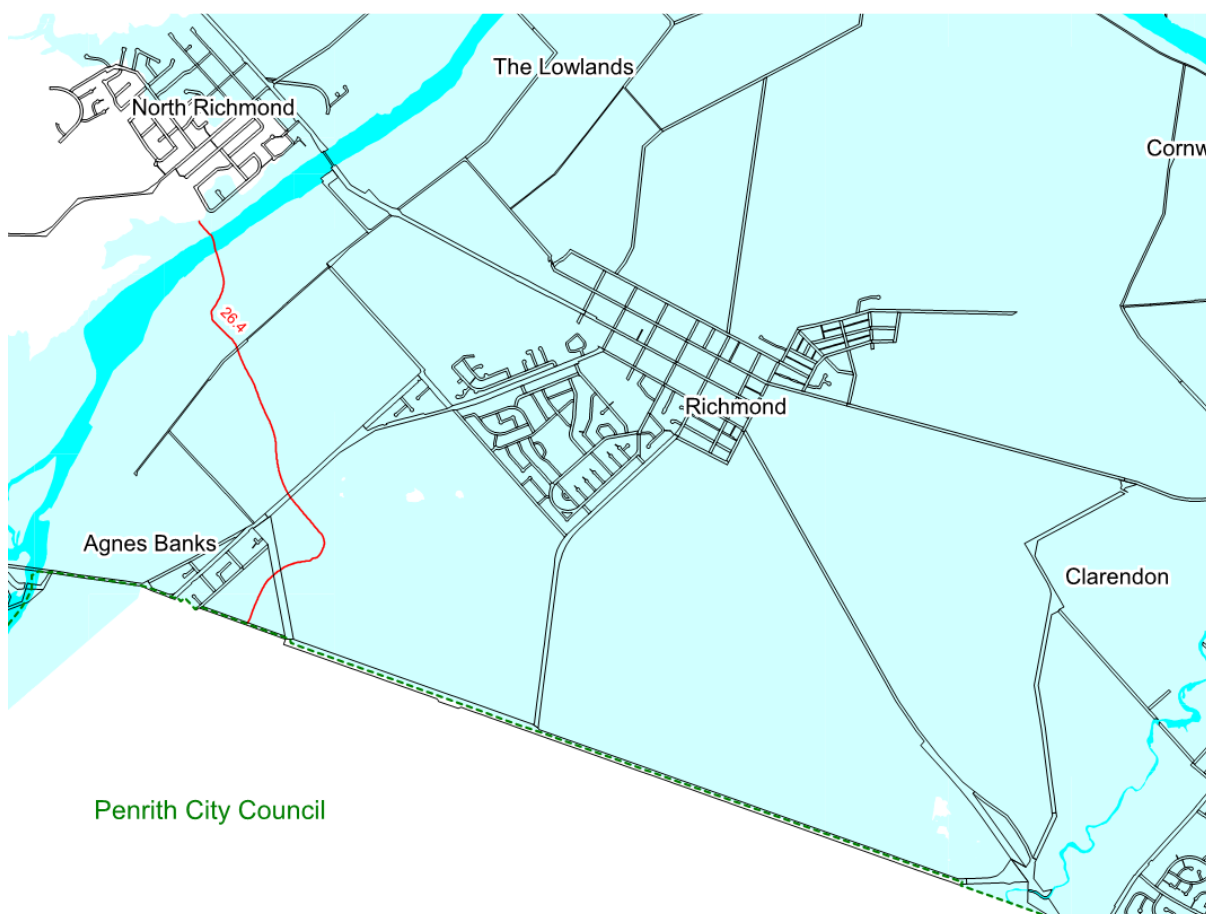 The Lowlands
North Richmond
Cornw
26.4
Richmond
Agnes Banks
Clarendon
Penrith City Council